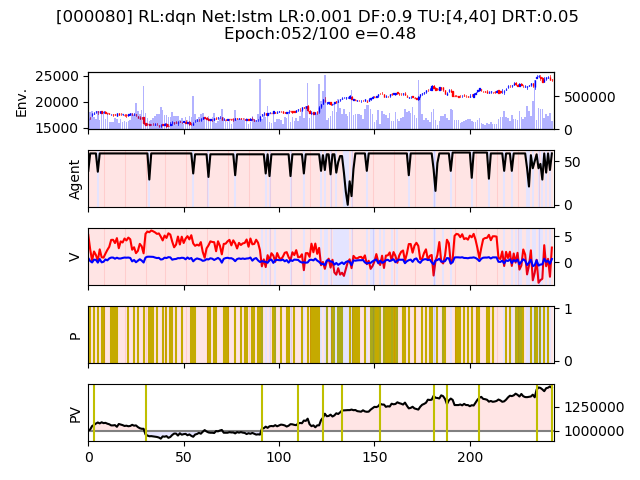 [000080] RL:dqn Net:lstm LR:0.001 DF:0.9 TU:[4,40] DRT:0.05
Epoch:052/100 e=0.48
Env.
25000
20000
15000
500000
0
Agent
50
0
V
5
0
P
1
0
PV
1250000
1000000
0
50
100
150
200